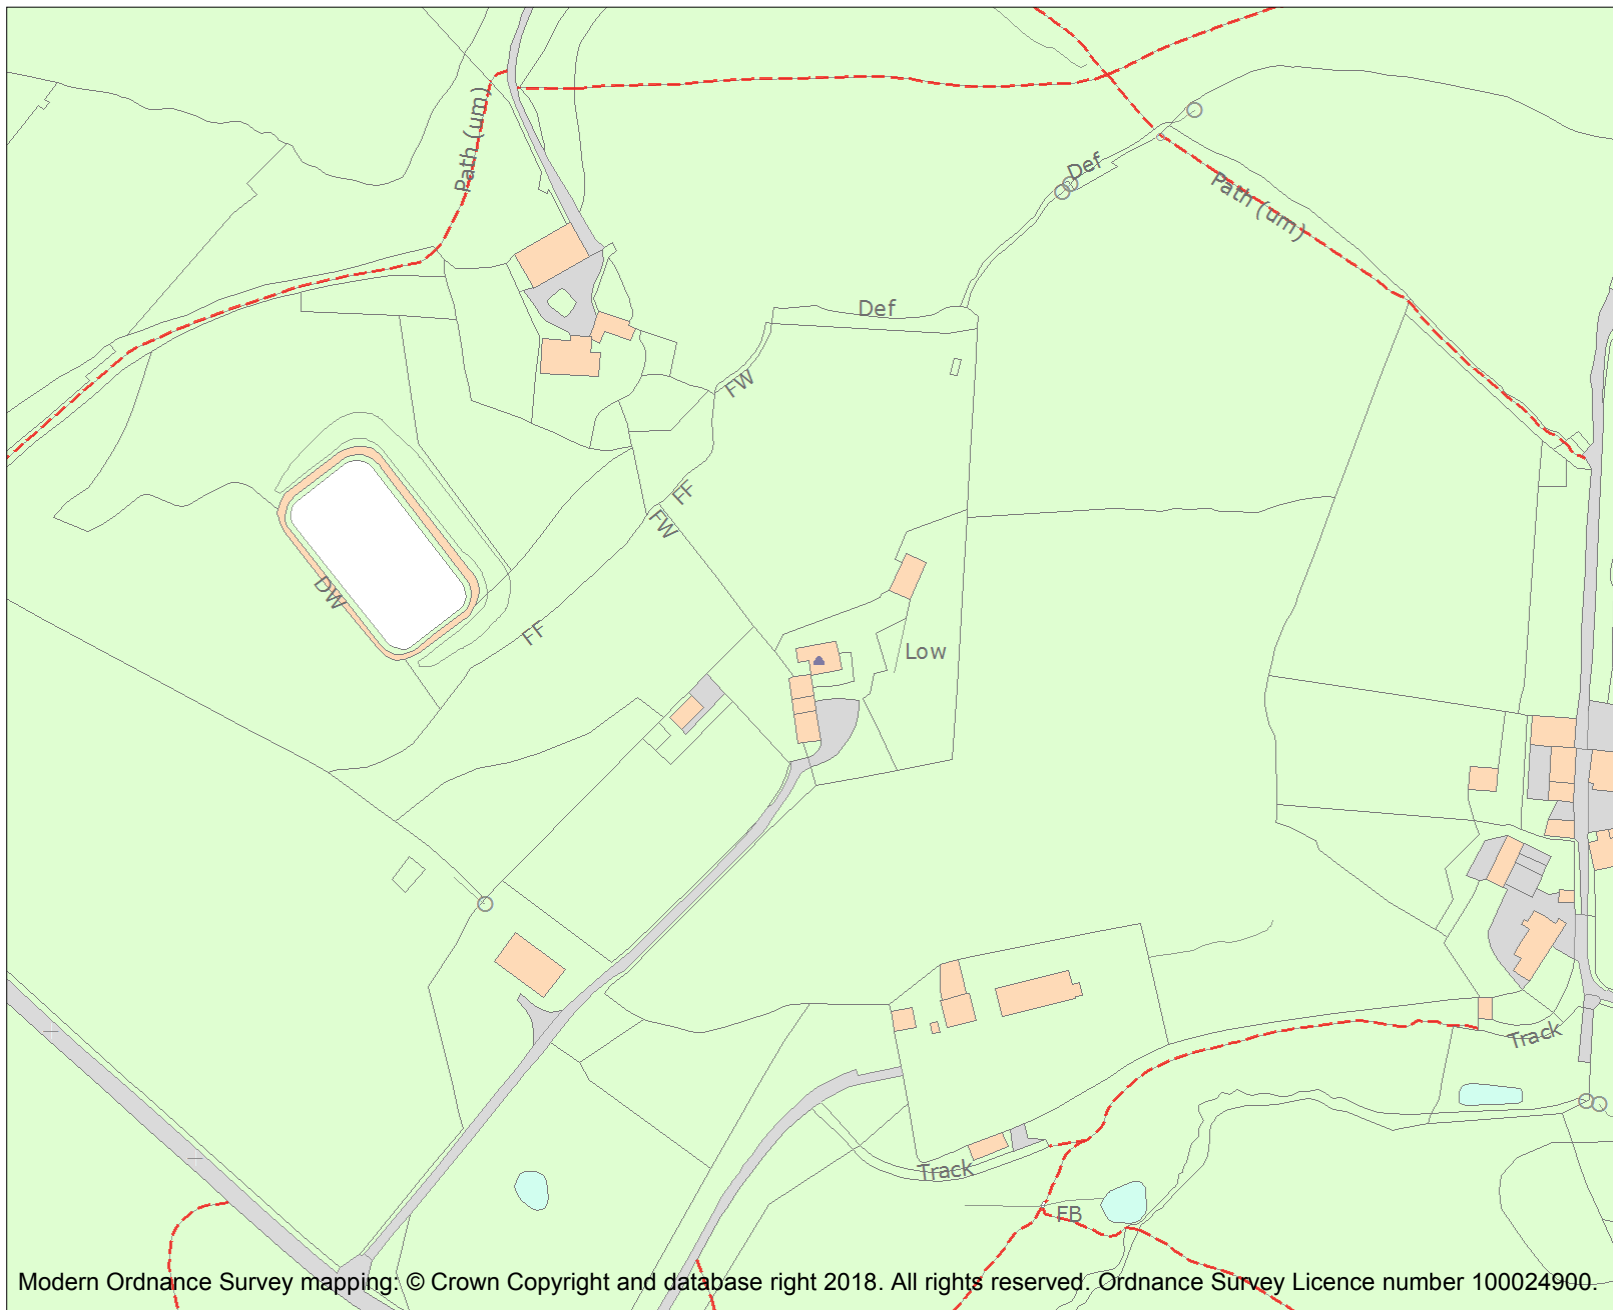 Path (um)
Def
Path (um)
Def
FW
FF
FW
DW
FF
Low
Track
Track
FB
Modern Ordnance Survey mapping: © Crown Copyright and database right 2018. All rights reserved. Ordnance Survey Licence number 100024900.